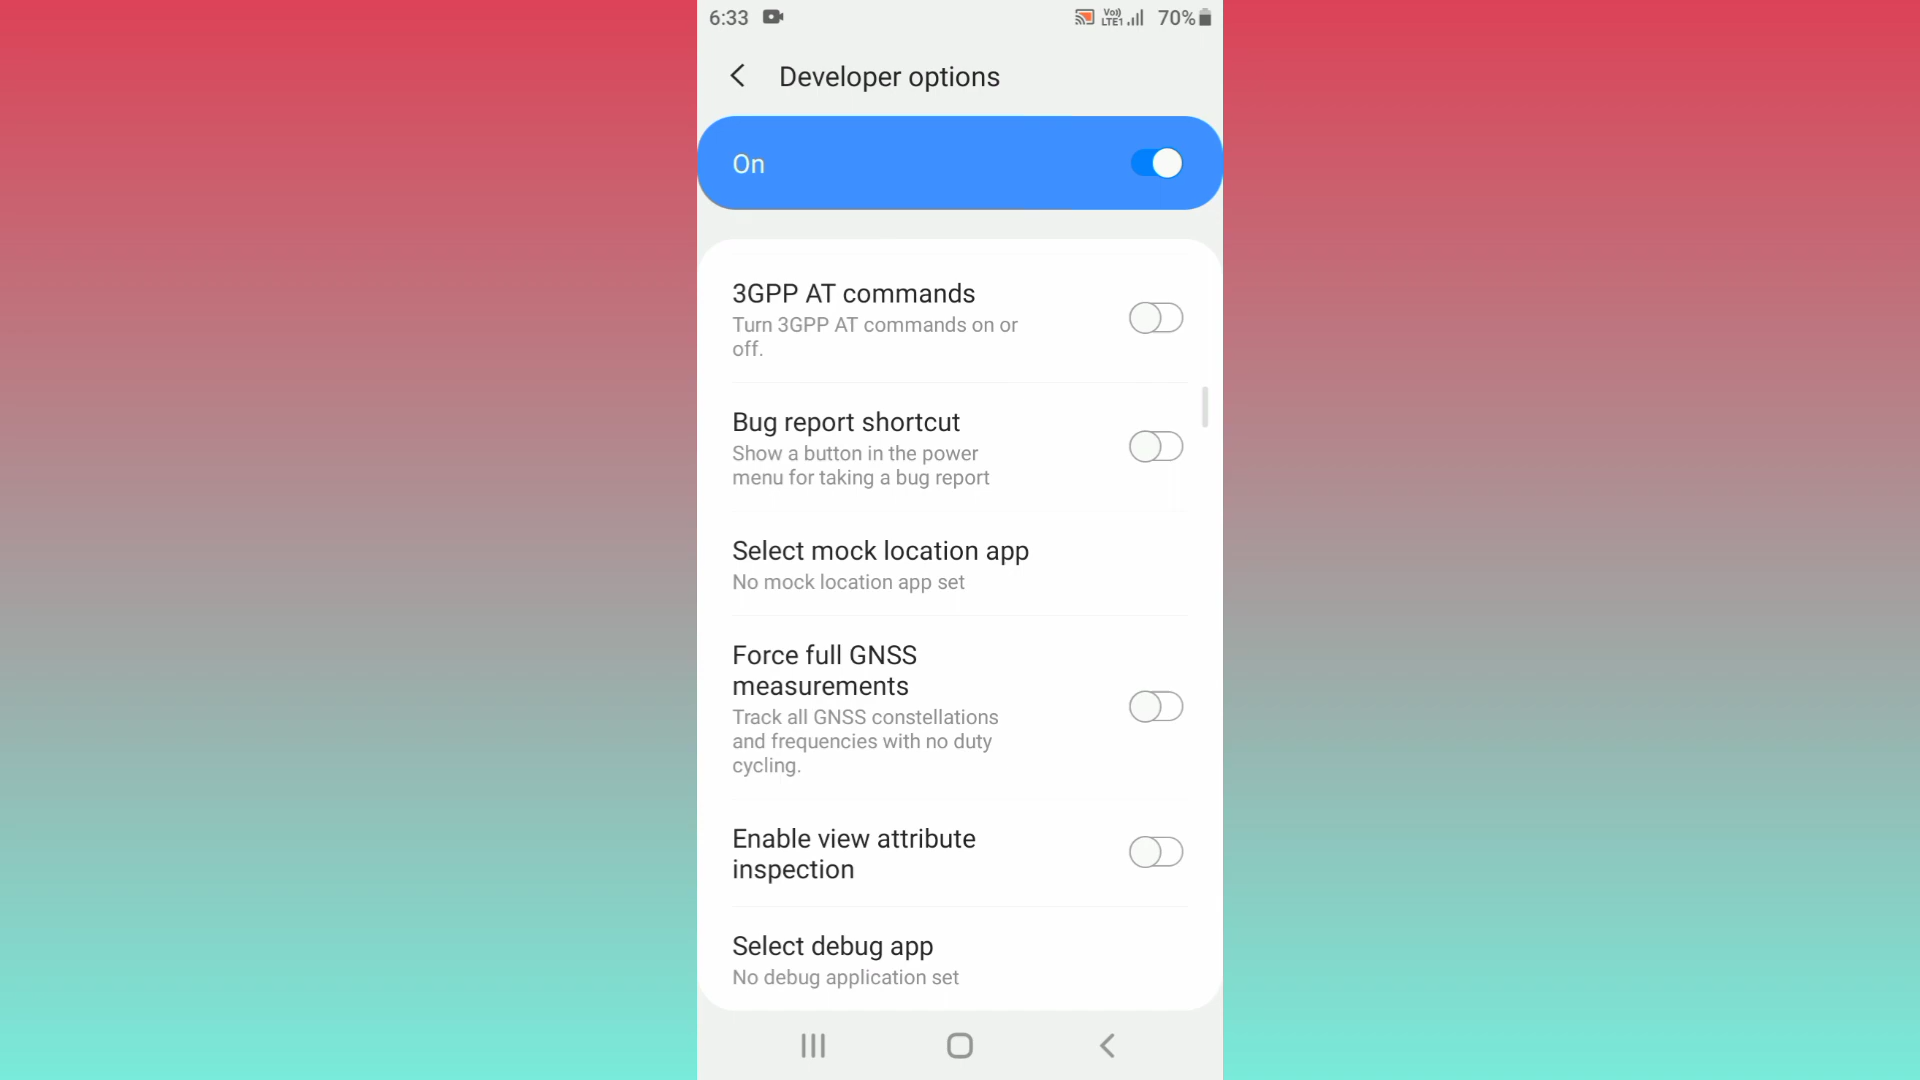 6:33
Vo)) LTE1 70%
Developer options
On
3GPP AT commands
Turn 3GPP AT commands on or
off.
Bug report shortcut
Show a button in the power
menu for taking a bug report
Select mock location app
No mock location app set
Force full GNSS
measurements
Track all GNSS constellations
and frequencies with no duty
cycling.
Enable view attribute
inspection
Select debug app
No debug application set